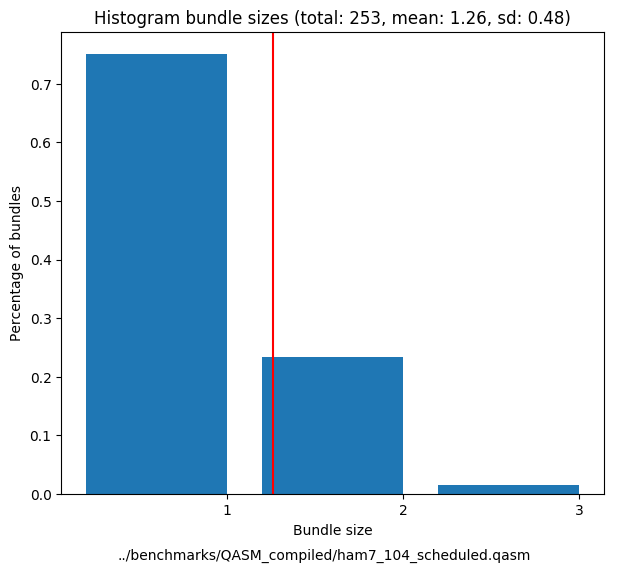 Histogram bundle sizes (total: 253, mean: 1.26, sd: 0.48)
0.7
0.6
0.5
0.4
0.3
0.2
0.1
0.0
Percentage of bundles
1 2 3
Bundle size
../benchmarks/QASM_compiled/ham7_104_scheduled.qasm